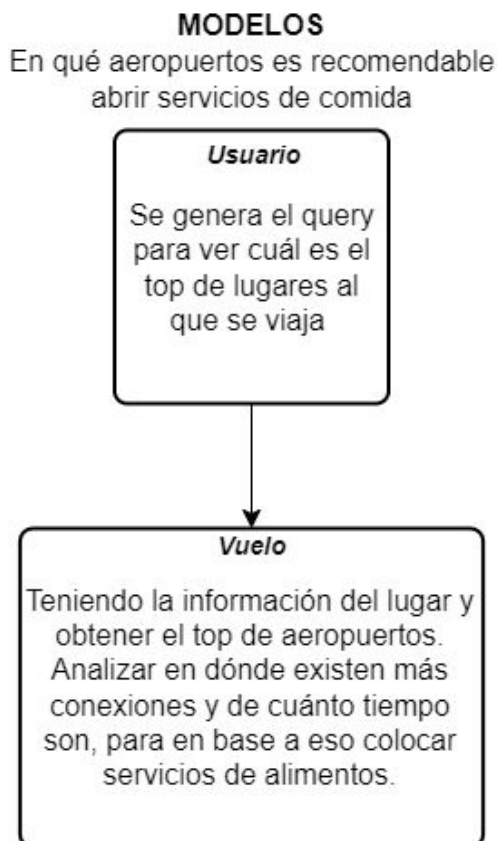 MODELOS
En qué aeropuertos es recomendable
abrir servicios de comida
Usuario
Se genera el query
para ver cuál es el
top de lugares al
que se viaja
Vuelo
Teniendo la información del lugar y
obtener el top de aeropuertos.
Analizar en dónde existen más
conexiones y de cuánto tiempo
son, para en base a eso colocar
servicios de alimentos.